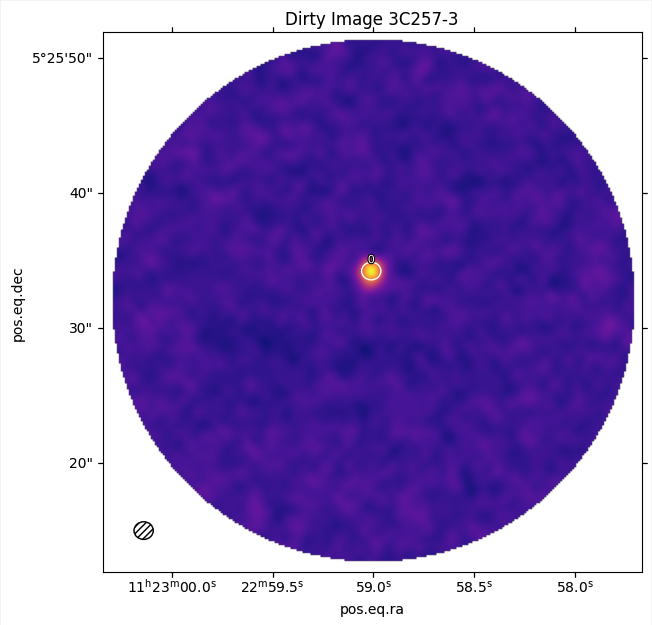 Dirty Image 3C257-3
5°25'50"
40"
0
30"
20"
11ʰ23ᵐ00.0ˢ 22ᵐ59.5ˢ 59.0ˢ 58.5ˢ 58.0ˢ
pos.eq.ra
pos.eq.dec